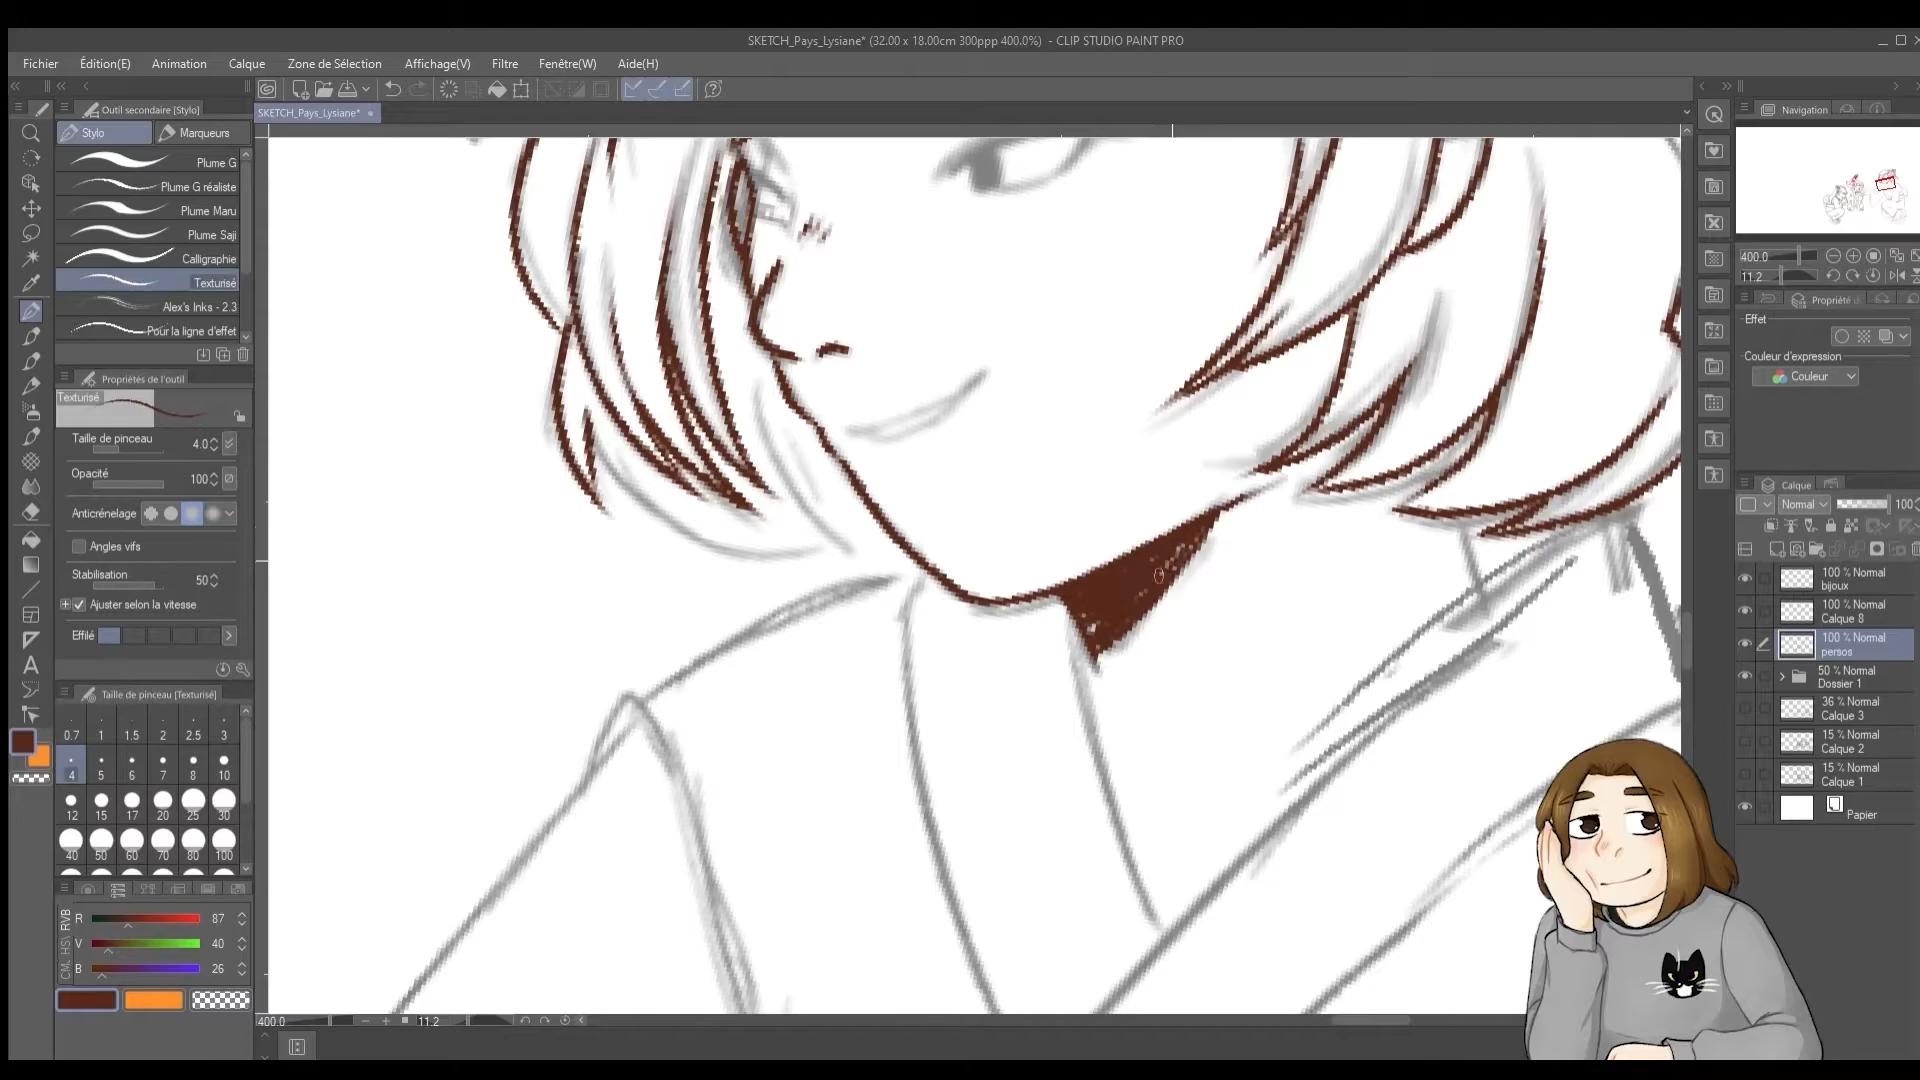 SKETCH_Pays_Lysiane* (32.00 x 18.00cm 300ppp 400.0%) - CLIP STUDIO PAINT PRO
Fichier Édition(E) Animation Calque Zone de Sélection Affichage(V) Filtre Fenêtre(W) Aide(H)
Outil secondaire [Stylo]
SKETCH_Pays_Lysiane*
Stylo Marqueurs
Plume G
Plume G réaliste
Plume Maru
Plume Saji
Calligraphie
Texturisé
Alex's Inks - 2.3
Pour la ligne d'effet
Propriétés de l'outil
Texturisé
Taille de pinceau 4.0
Opacité 100
Anticrénelage
Angles vifs
Stabilisation 50
Ajuster selon la vitesse
Effilé
Taille de pinceau [Texturisé]
0.7 1 1.5 2 2.5 3
4 5 6 7 8 10
12 15 17 20 25 30
40 50 60 70 80 100
RVB
HSV
R 87
V 40
B 26
400.0 11.2
Navigation
400.0
11.2
Effet
Couleur d'expression
Couleur
Calque
Normal 100
100 % Normal
bijoux
100 % Normal
Calque 8
100 % Normal
persos
50 % Normal
Dossier 1
36 % Normal
Calque 3
15 % Normal
Calque 2
15 % Normal
Calque 1
Papier